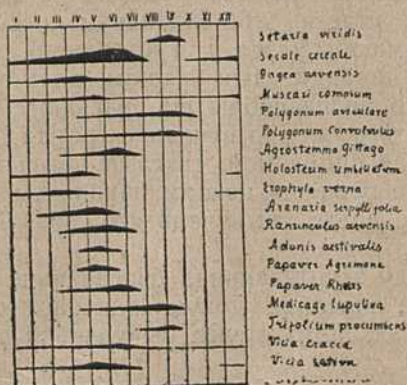 I II III IV V VI VII VIII IX X XI XII
Setaria viridis
Secale cereale
Gagea arvensis
Muscari comosum
Polygonum aviculare
Polygonum Convolvulus
Agrostemma Githago
Holosteum umbellatum
Erophyla verna
Arenaria serpyllifolia
Ranunculus arvensis
Adonis aestivalis
Papaver Argemone
Papaver Rhoeas
Medicago lupulina
Trifolium procumbens
Vicia cracca
Vicia sativa